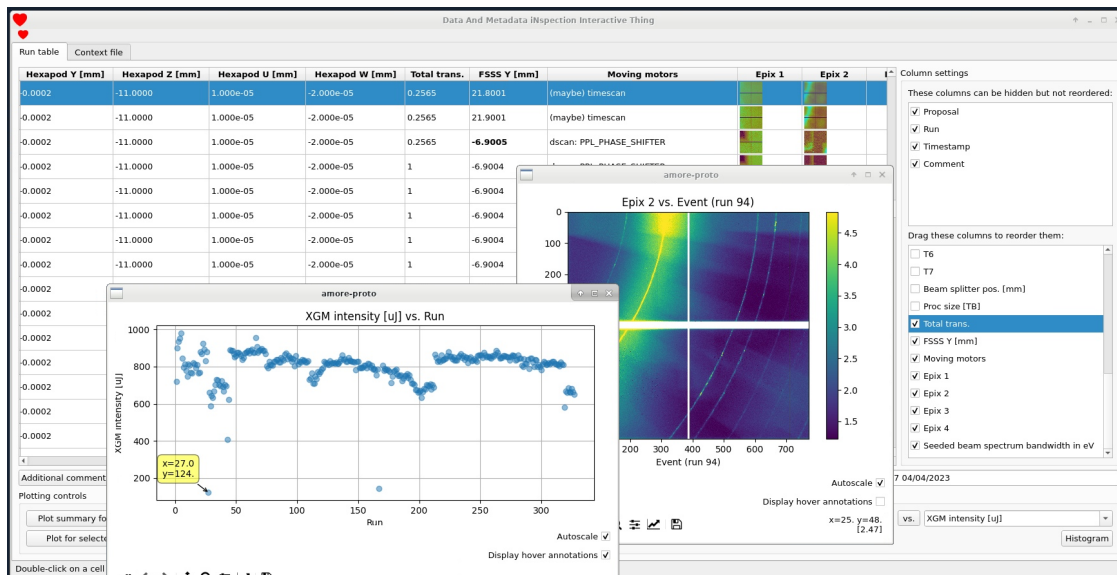 Data And Metadata iNspection Interactive Thing
Run table Context file
Hexapod Y [mm] Hexapod Z [mm] Hexapod U [mm] Hexapod W [mm] Total trans. FSSS Y [mm] Moving motors Epix 1 Epix 2
-0.0002 -11.0000 1.000e-05 -2.000e-05 0.2565 21.8001 (maybe) timescan
-0.0002 -11.0000 1.000e-05 -2.000e-05 0.2565 21.9001 (maybe) timescan
-0.0002 -11.0000 1.000e-05 -2.000e-05 0.2565 -6.9005 dscan: PPL_PHASE_SHIFTER
-0.0002 -11.0000 1.000e-05 -2.000e-05 1 -6.9004
-0.0002 -11.0000 1.000e-05 -2.000e-05 1 -6.9004
-0.0002 -11.0000 1.000e-05 -2.000e-05 1 -6.9004
-0.0002 -11.0000 1.000e-05 -2.000e-05 1 -6.9004
-0.0002 -11.0000 1.000e-05 -2.000e-05 1 -6.9004
-0.0002
-0.0002
-0.0002
-0.0002
-0.0002
-0.0002
-0.0002
Additional comment
Plotting controls
Plot summary fo
Plot for selecte
Double-click on a cell
amore-proto
XGM intensity [uJ] vs. Run
XGM intensity [uJ]
1000
800
600
400
200
x=27.0
y=124.
0 50 100 150 200 250 300
Run
Autoscale
Display hover annotations
amore-proto
Epix 2 vs. Event (run 94)
0
100
200
200 300 400 500 600 700
Event (run 94)
4.5
4.0
3.5
3.0
2.5
2.0
1.5
Autoscale
Display hover annotations
x=25. y=48.
[2.47]
Column settings
These columns can be hidden but not reordered:
Proposal
Run
Timestamp
Comment
Drag these columns to reorder them:
T6
T7
Beam splitter pos. [mm]
Proc size [TB]
Total trans.
FSSS Y [mm]
Moving motors
Epix 1
Epix 2
Epix 3
Epix 4
Seeded beam spectrum bandwidth in eV
7 04/04/2023
vs. XGM intensity [uJ]
Histogram